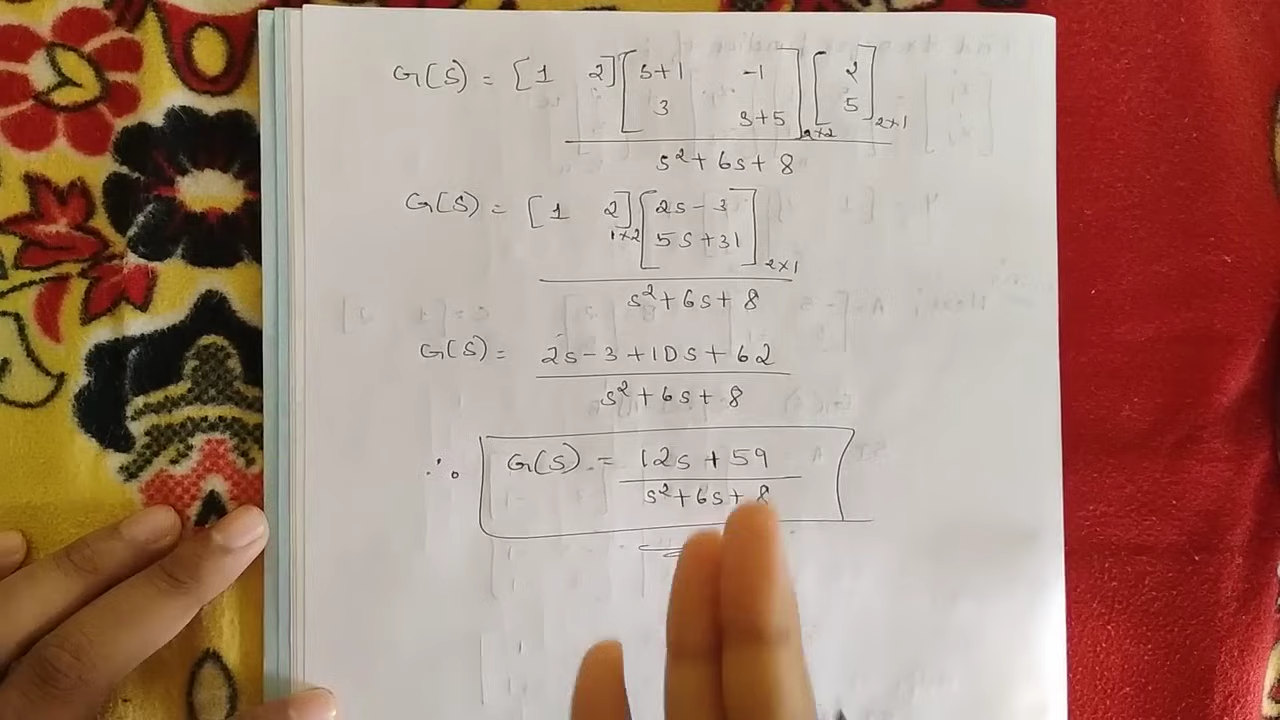 G(s) = [1 2] [s+1 -1
3 s+5]2×2 [2
5]2×1
s²+6s+8
G(s) = [1 2]1×2 [2s-3
5s+31]2×1
s²+6s+8
G(s) = 2s-3+10s+62
s²+6s+8
∴ G(s) = 12s+59
s²+6s+8